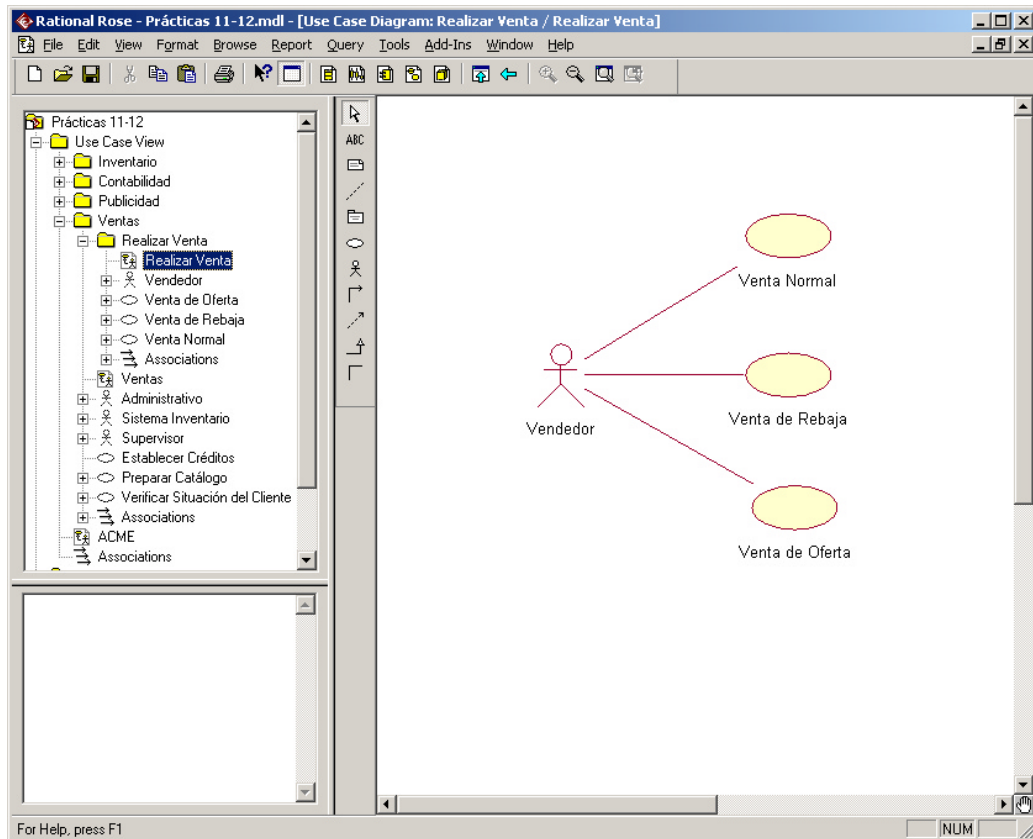 Rational Rose - Prácticas 11-12.mdl - [Use Case Diagram: Realizar Venta / Realizar Venta]
File Edit View Format Browse Report Query Tools Add-Ins Window Help
Prácticas 11-12
Use Case View
Inventario
Contabilidad
Publicidad
Ventas
Realizar Venta
Realizar Venta
Vendedor
Venta de Oferta
Venta de Rebaja
Venta Normal
Associations
Ventas
Administrativo
Sistema Inventario
Supervisor
Establecer Créditos
Preparar Catálogo
Verificar Situación del Cliente
Associations
ACME
Associations
ABC
Venta Normal
Vendedor
Venta de Rebaja
Venta de Oferta
For Help, press F1
NUM